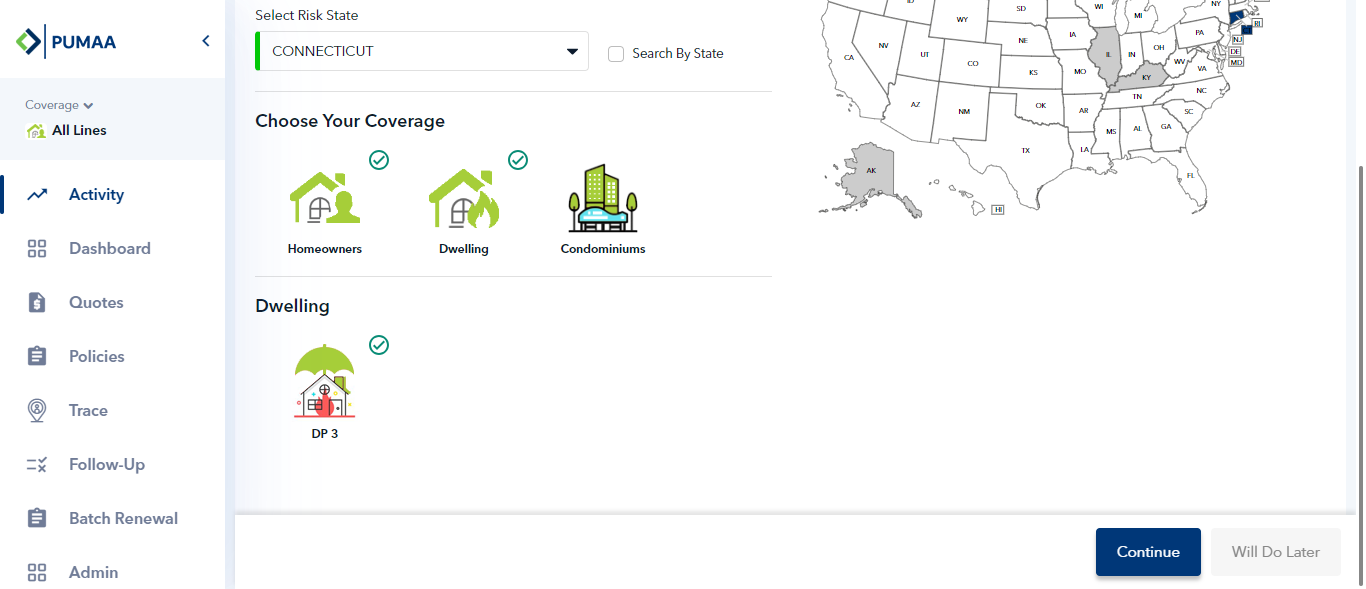 PUMAA
Coverage
All Lines
Activity
Dashboard
Quotes
Policies
Trace
Follow-Up
Batch Renewal
Admin
Select Risk State
CONNECTICUT
Search By State
Choose Your Coverage
Homeowners
Dwelling
Condominiums
Dwelling
DP 3
ID
WY
SD
WI
MI
NY
RI
NV
UT
CO
NE
KS
IA
MO
IL
IN
OH
PA
NJ
DE
MD
CA
KY
WV
VA
AZ
NM
OK
AR
TN
NC
SC
TX
LA
MS
AL
GA
FL
AK
HI
Continue
Will Do Later